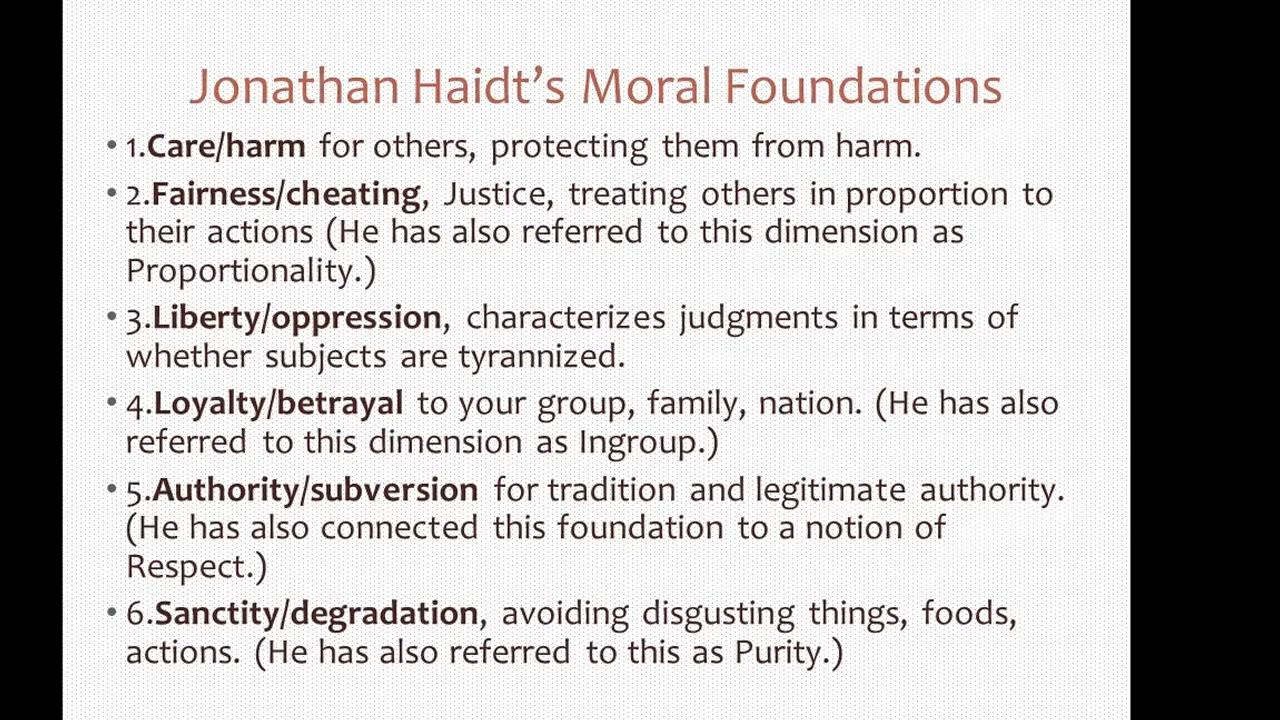 Jonathan Haidt’s Moral Foundations
• 1.Care/harm for others, protecting them from harm.
• 2.Fairness/cheating, Justice, treating others in proportion to
their actions (He has also referred to this dimension as
Proportionality.)
• 3.Liberty/oppression, characterizes judgments in terms of
whether subjects are tyrannized.
• 4.Loyalty/betrayal to your group, family, nation. (He has also
referred to this dimension as Ingroup.)
• 5.Authority/subversion for tradition and legitimate authority.
(He has also connected this foundation to a notion of
Respect.)
• 6.Sanctity/degradation, avoiding disgusting things, foods,
actions. (He has also referred to this as Purity.)